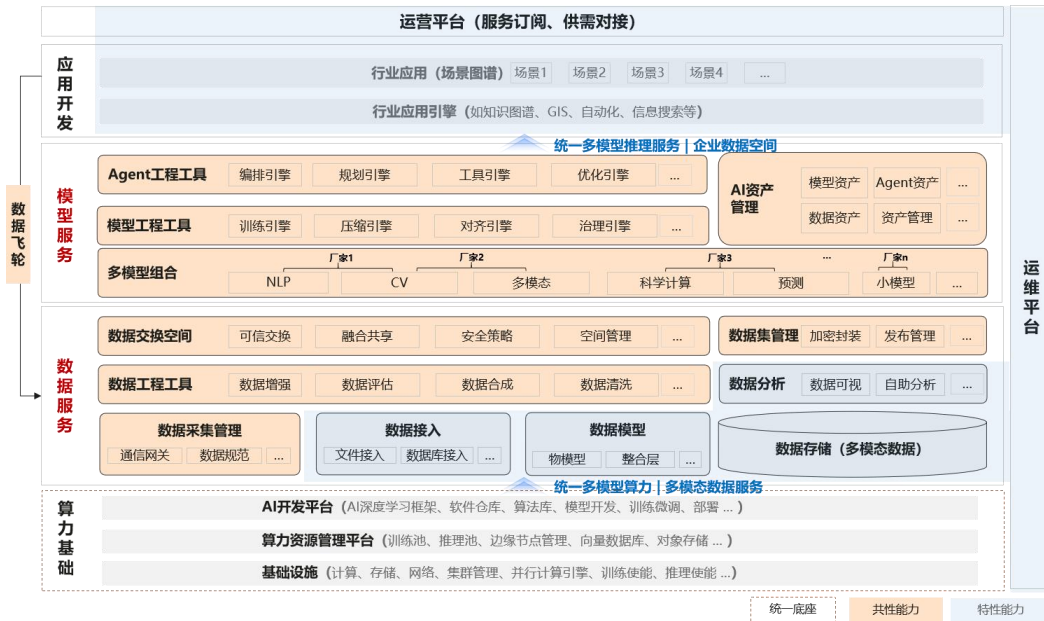 运营平台（服务订阅、供需对接）
应用开发
行业应用（场景图谱） 场景1 场景2 场景3 场景4 ...
行业应用引擎（如知识图谱、GIS、自动化、信息搜索等）
统一多模型推理服务 | 企业数据空间
模型服务
Agent工程工具 编排引擎 规划引擎 工具引擎 优化引擎 ...
模型工程工具 训练引擎 压缩引擎 对齐引擎 治理引擎 ...
AI资产管理 模型资产 Agent资产 ...
数据资产 资产管理 ...
厂家1 厂家2 厂家3 ... 厂家n
多模型组合 NLP CV 多模态 科学计算 预测 小模型 ...
数据飞轮
运维平台
数据服务
数据交换空间 可信交换 融合共享 安全策略 空间管理 ...
数据集管理 加密封装 发布管理 ...
数据工程工具 数据增强 数据评估 数据合成 数据清洗 ...
数据分析 数据可视 自助分析 ...
数据采集管理
通信网关 数据规范 ...
数据接入
文件接入 数据库接入 ...
数据模型
物模型 整合层 ...
数据存储（多模态数据）
统一多模型算力 | 多模态数据服务
算力基础
AI开发平台（AI深度学习框架、软件仓库、算法库、模型开发、训练微调、部署 ... ）
算力资源管理平台（训练池、推理池、边缘节点管理、向量数据库、对象存储 ... ）
基础设施（计算、存储、网络、集群管理、并行计算引擎、训练使能、推理使能 ...）
统一底座 共性能力 特性能力